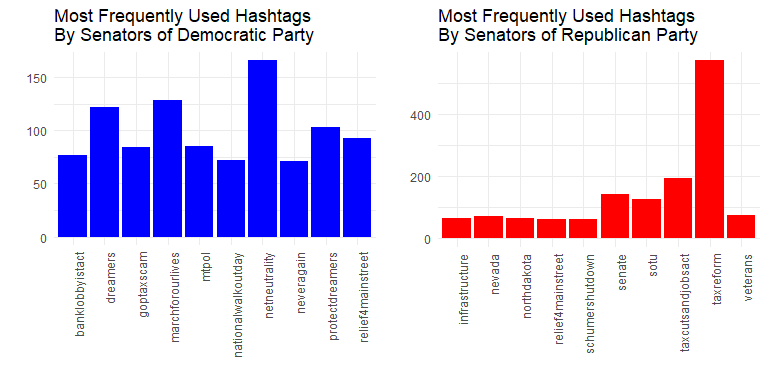 Most Frequently Used Hashtags
By Senators of Democratic Party
150
100
50
0
banklobbyistact
dreamers
goptaxscam
marchforourlives
mtpol
nationalwalkoutday
netneutrality
neveragain
protectdreamers
relief4mainstreet
Most Frequently Used Hashtags
By Senators of Republican Party
400
200
0
infrastructure
nevada
northdakota
relief4mainstreet
schumershutdown
senate
sotu
taxcutsandjobsact
taxreform
veterans